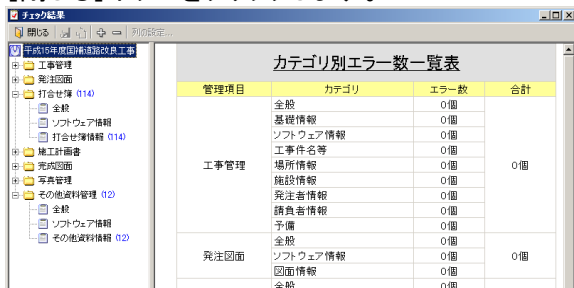 チェック結果
閉じる
列の設定...
平成15年度国補道路改良工事
工事管理
発注図面
打合せ簿 (114)
全般
ソフトウェア情報
打合せ簿情報 (114)
施工計画書
完成図面
写真管理
その他資料管理 (12)
全般
ソフトウェア情報
その他資料情報 (12)
カテゴリ別エラー数一覧表
管理項目 カテゴリ エラー数 合計
全般 0個
基礎情報 0個
ソフトウェア情報 0個
工事件名等 0個
工事管理 場所情報 0個 0個
施設情報 0個
発注者情報 0個
請負者情報 0個
予備 0個
全般 0個
発注図面 ソフトウェア情報 0個 0個
図面情報 0個
全般 0個